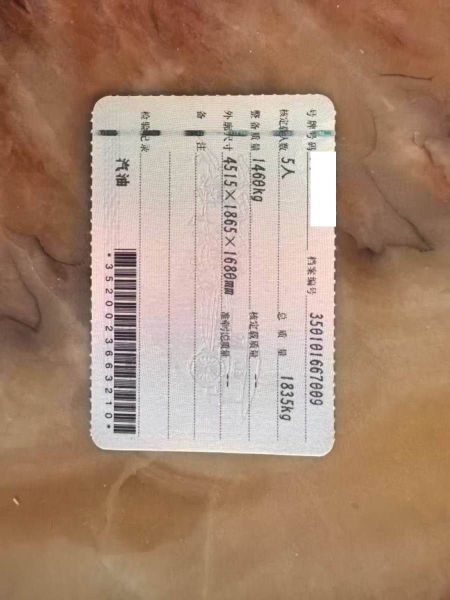 号牌号码 档案编号 350101667009
核定载人数 5人 总质量 1835kg
整备质量 1460kg 核定载质量 --
外廓尺寸 4515×1865×1680mm 准牵引总质量 --
备注
检验记录
汽油
*3520023663210*